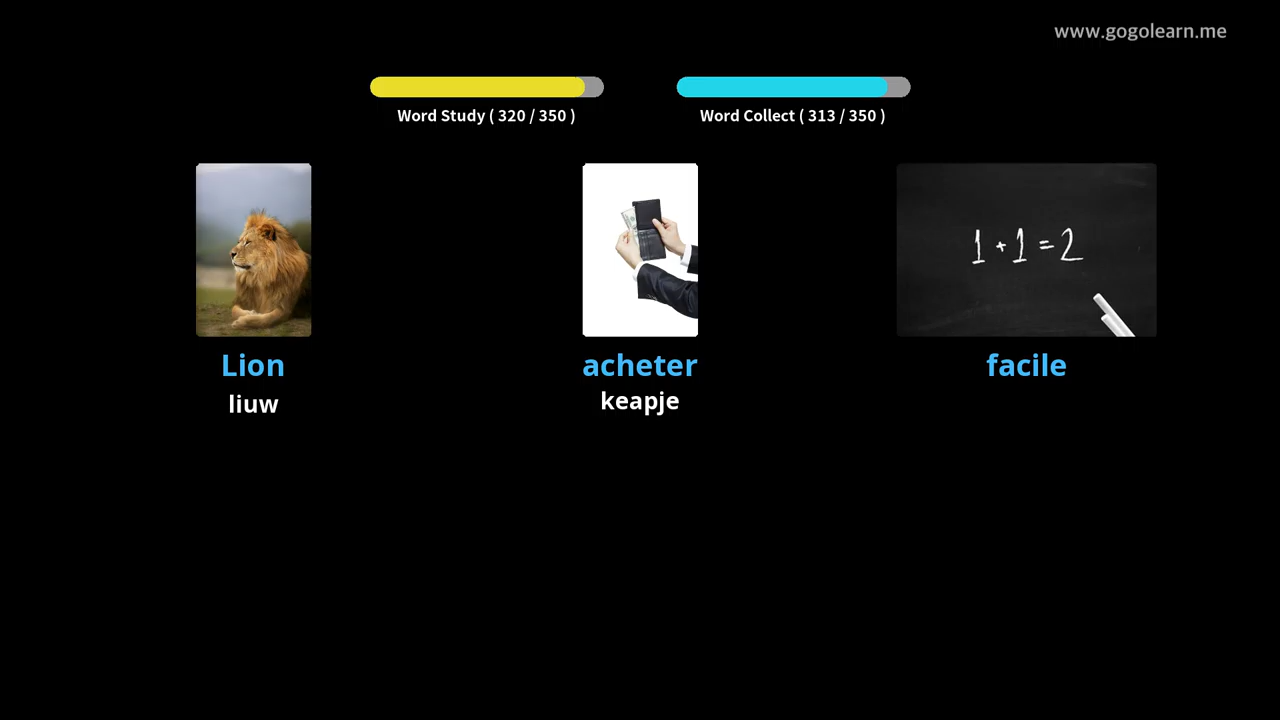 www.gogolearn.me
Word Study ( 320 / 350 )
Word Collect ( 313 / 350 )
1 + 1 = 2
Lion
acheter
facile
liuw
keapje